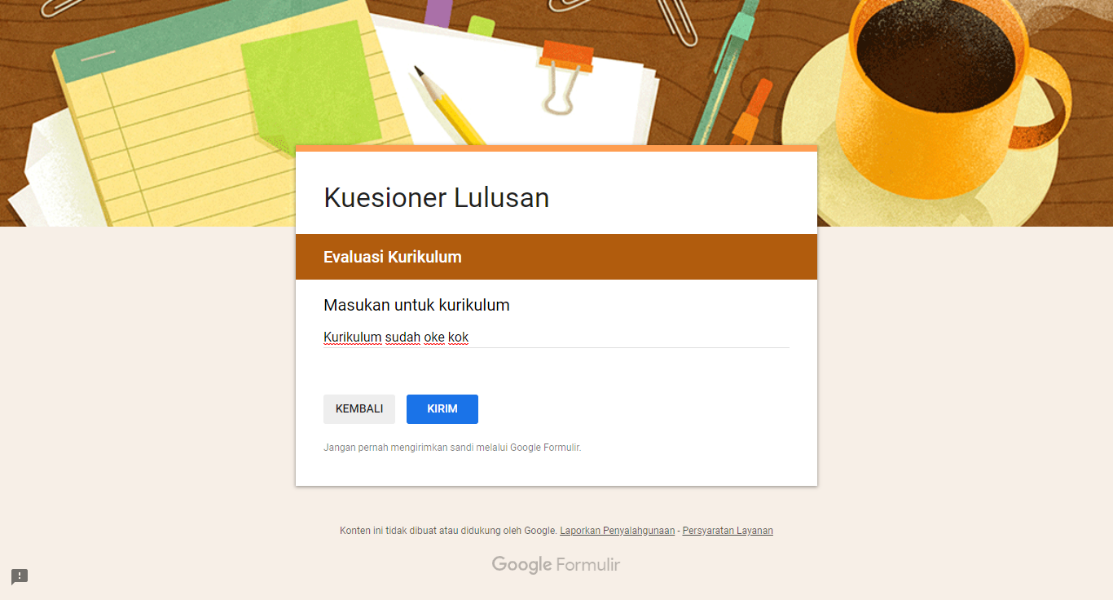 Kuesioner Lulusan
Evaluasi Kurikulum
Masukan untuk kurikulum
Kurikulum sudah oke kok
KEMBALI KIRIM
Jangan pernah mengirimkan sandi melalui Google Formulir.
Konten ini tidak dibuat atau didukung oleh Google. Laporkan Penyalahgunaan - Persyaratan Layanan
Google Formulir